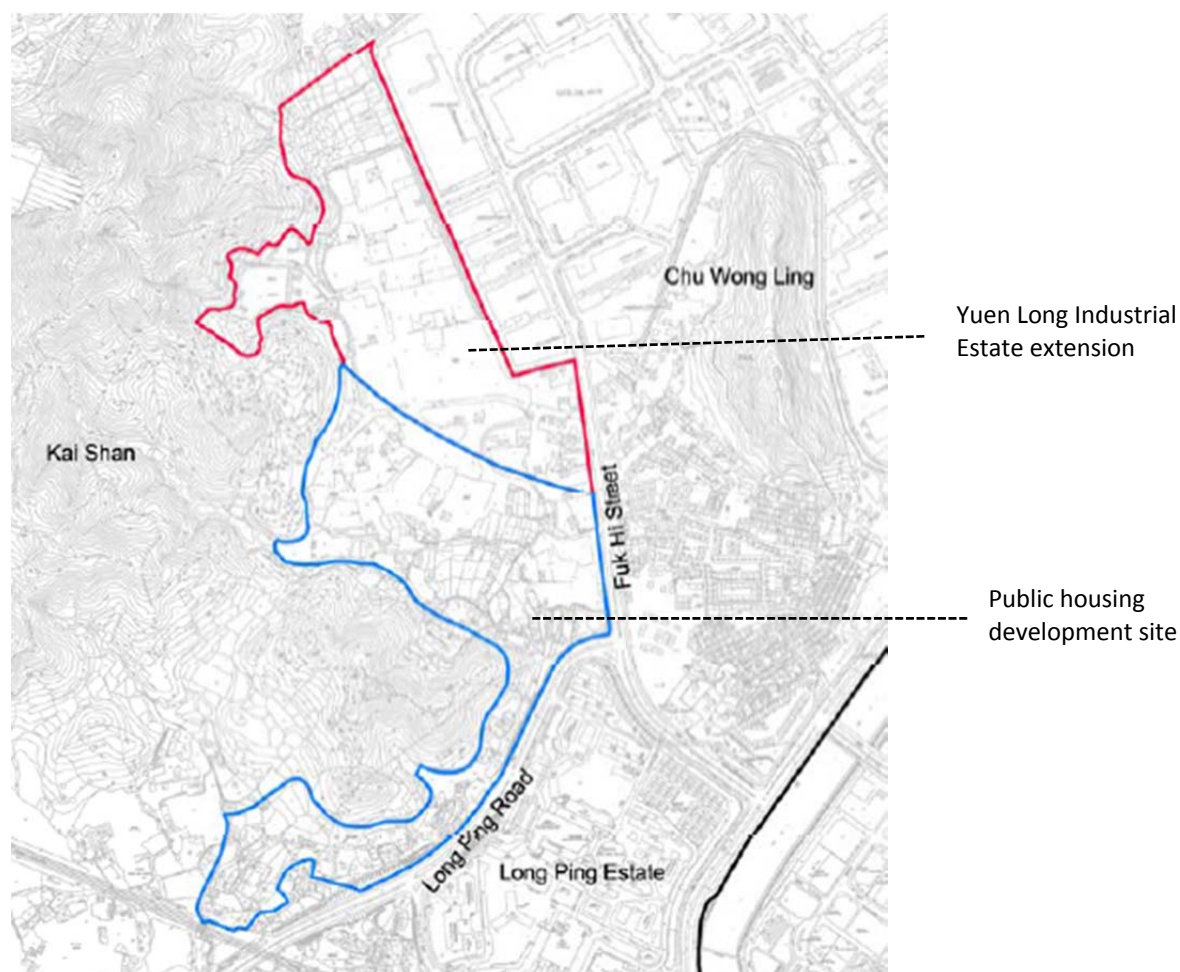 Chu Wong Ling
Yuen Long Industrial
Estate extension
Kai Shan
Fuk Hi Street
Public housing
development site
Long Ping Road
Long Ping Estate